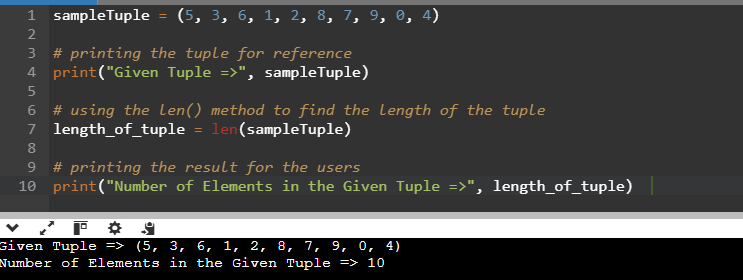 1 sampleTuple = (5, 3, 6, 1, 2, 8, 7, 9, 0, 4)
2
3 # printing the tuple for reference
4 print("Given Tuple =>", sampleTuple)
5
6 # using the len() method to find the length of the tuple
7 length_of_tuple = len(sampleTuple)
8
9 # printing the result for the users
10 print("Number of Elements in the Given Tuple =>", length_of_tuple)
Given Tuple => (5, 3, 6, 1, 2, 8, 7, 9, 0, 4)
Number of Elements in the Given Tuple => 10